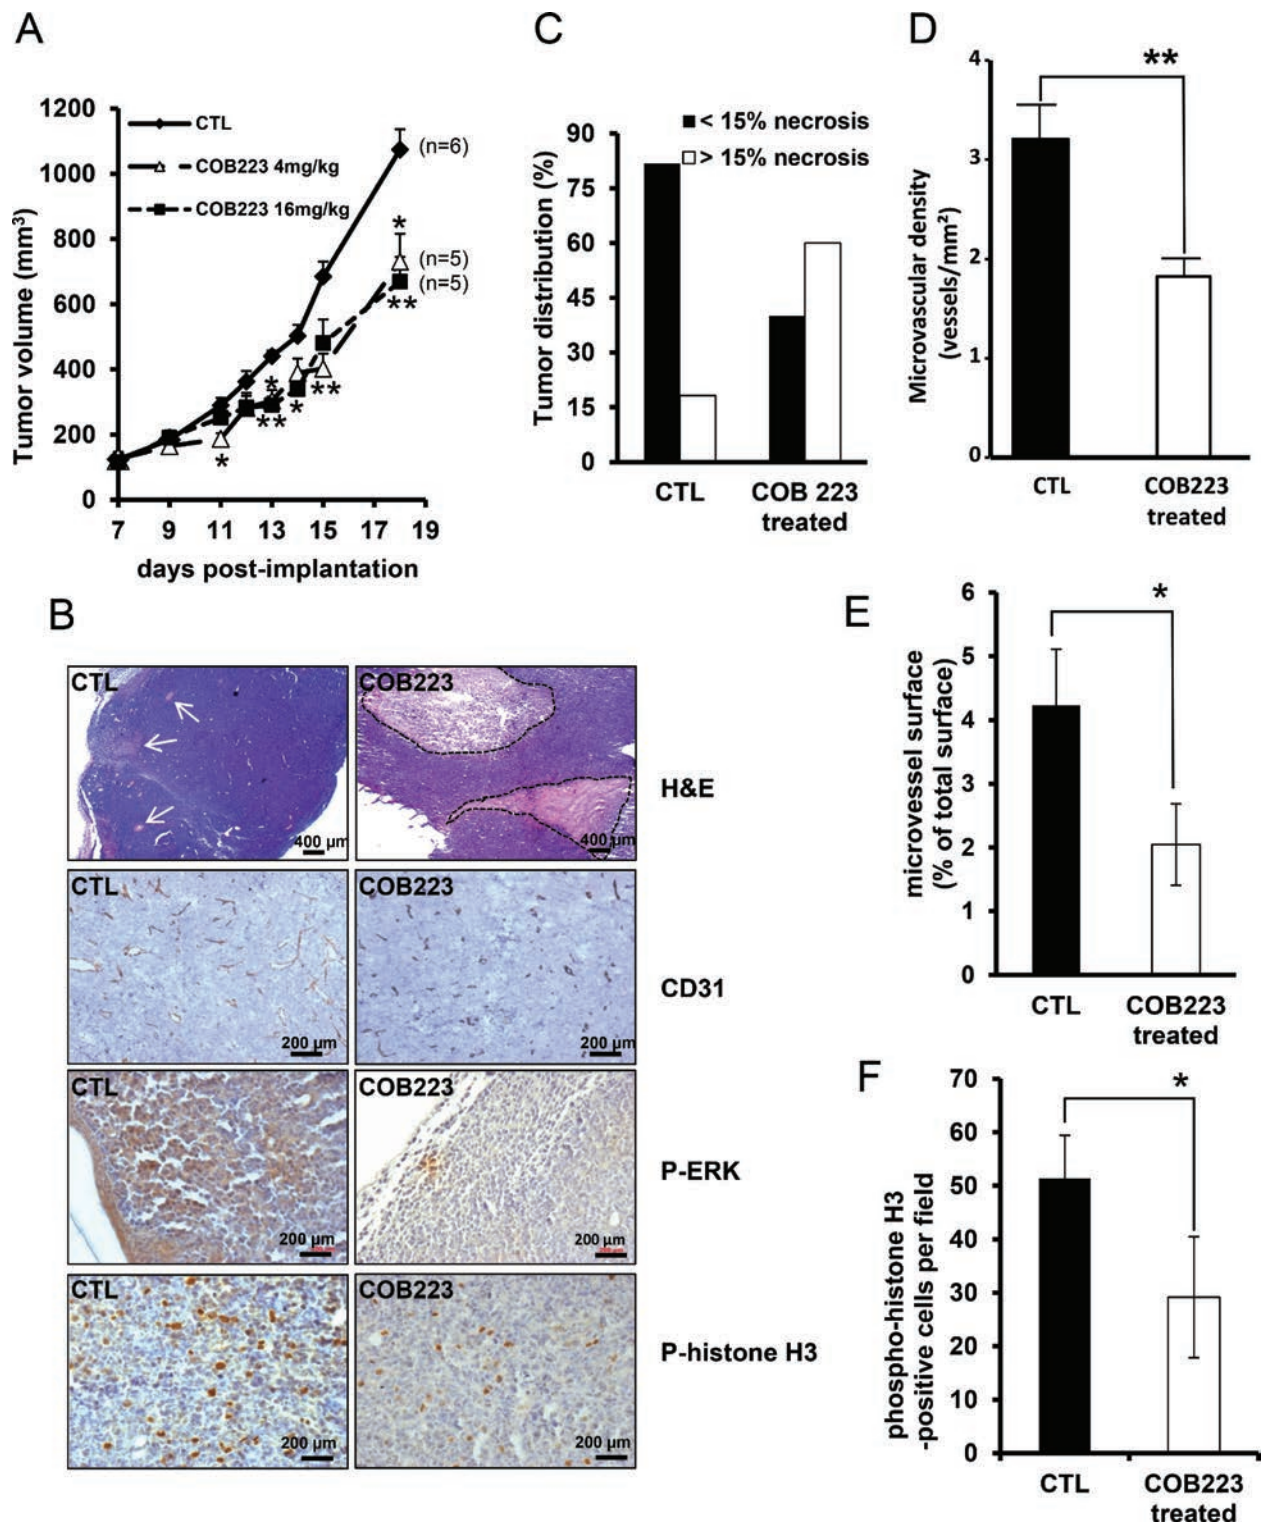 A
Tumor volume (mm³)
1200
1000
800
600
400
200
0
CTL
COB223 4mg/kg
COB223 16mg/kg
(n=6)
*
(n=5)
(n=5)
**
*
**
*
**
*
7 9 11 13 15 17 19
days post-implantation
C
Tumor distribution (%)
90
75
60
45
30
15
0
< 15% necrosis
> 15% necrosis
CTL
COB 223
treated
D
Microvascular density
(vessels/mm²)
4
3
2
1
0
**
CTL
COB223
treated
B
CTL
400 µm
COB223
400 µm
H&E
CTL
200 µm
COB223
200 µm
CD31
CTL
200 µm
COB223
200 µm
P-ERK
CTL
200 µm
COB223
200 µm
P-histone H3
E
microvessel surface
(% of total surface)
6
5
4
3
2
1
0
*
CTL
COB223
treated
F
phospho-histone H3
-positive cells per field
70
60
50
40
30
20
10
0
*
CTL
COB223
treated